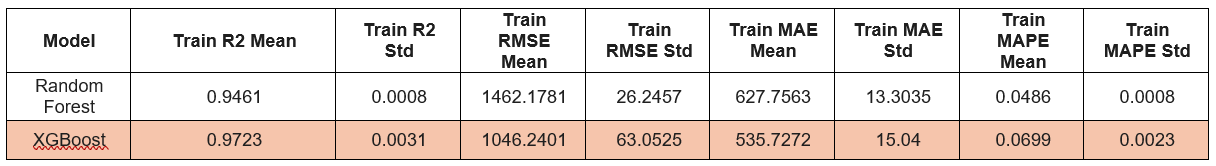 Model Train R2 Mean Train R2 Std Train RMSE Mean Train RMSE Std Train MAE Mean Train MAE Std Train MAPE Mean Train MAPE Std
Random Forest 0.9461 0.0008 1462.1781 26.2457 627.7563 13.3035 0.0486 0.0008
XGBoost 0.9723 0.0031 1046.2401 63.0525 535.7272 15.04 0.0699 0.0023